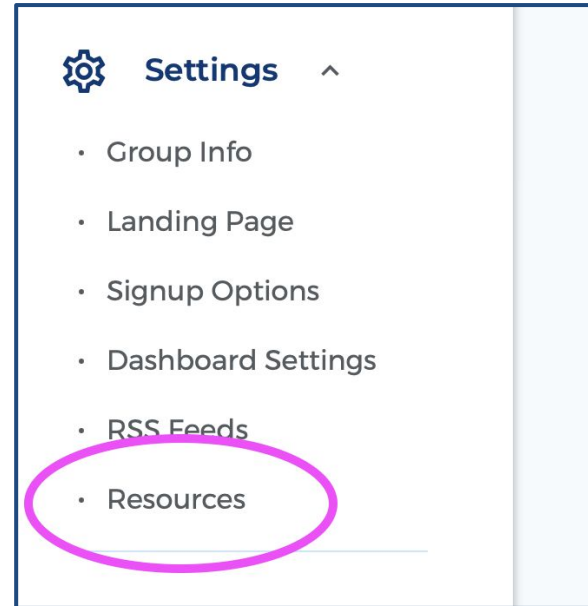 Settings
Group Info
Landing Page
Signup Options
Dashboard Settings
RSS Feeds
Resources